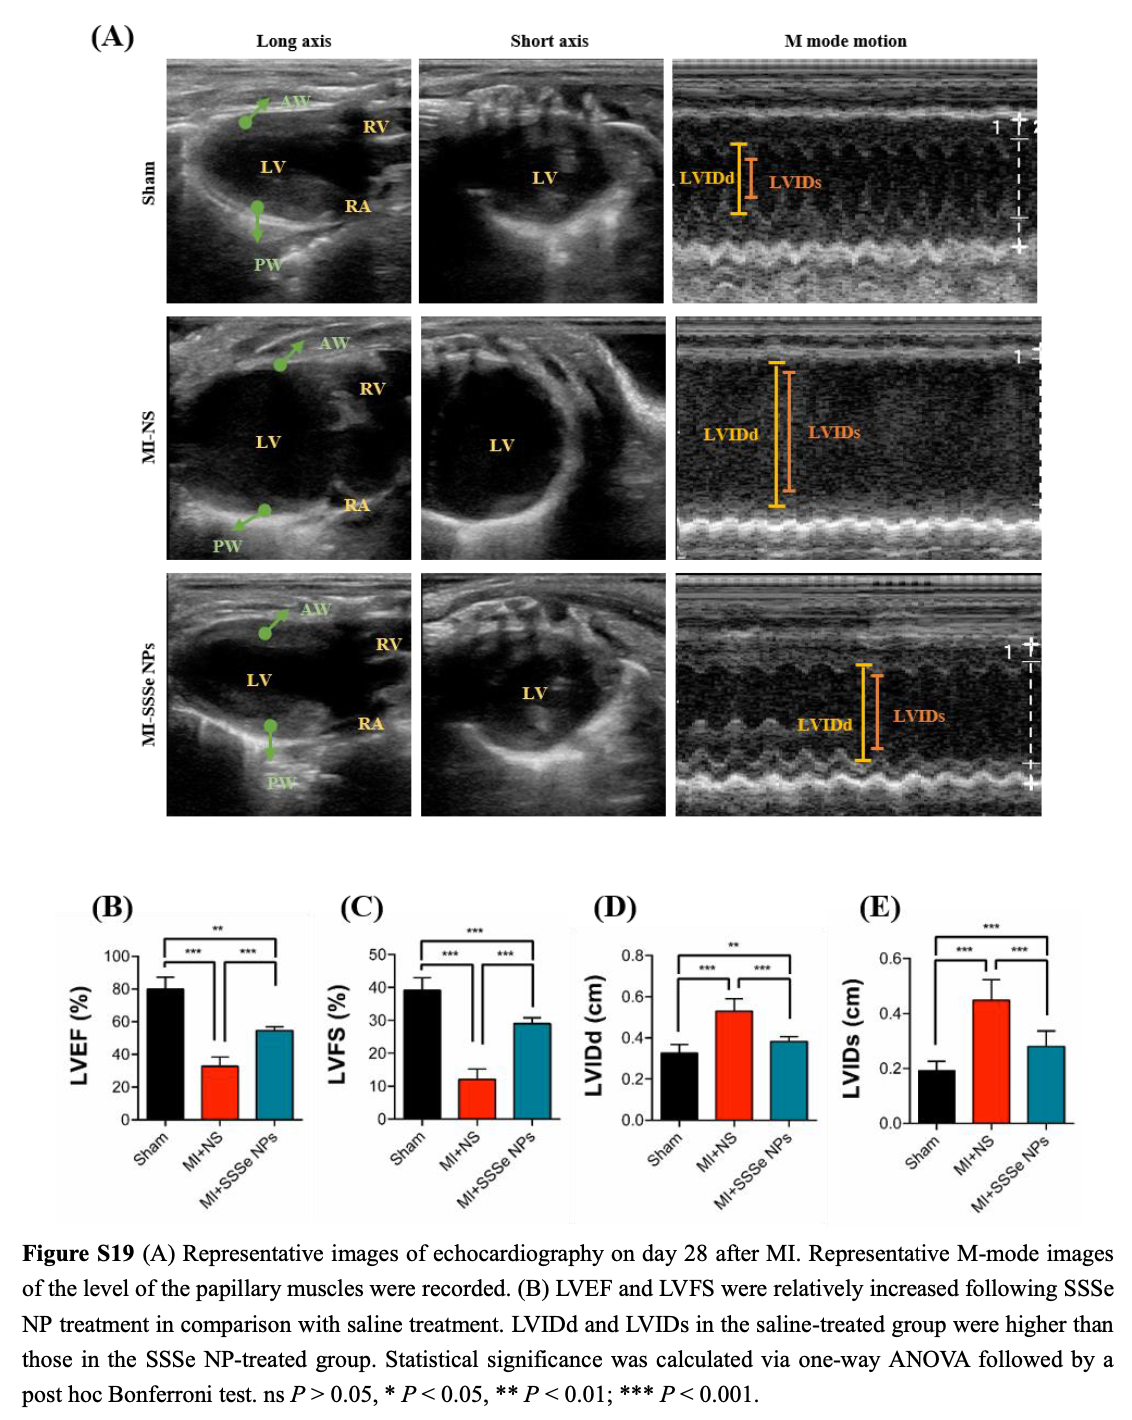 (A)
Long axis
Short axis
M mode motion
Sham
AW
RV
LV
RA
PW
LV
1
2
LVIDd
LVIDs
MI-NS
AW
RV
LV
RA
PW
LV
1
LVIDd
LVIDs
MI-SSSe NPs
AW
RV
LV
RA
PW
LV
1
LVIDd
LVIDs
(B)
**
***
***
LVEF (%)
100
80
60
40
20
0
Sham
MI+NS
MI+SSSe NPs
(C)
***
***
***
LVFS (%)
50
40
30
20
10
0
Sham
MI+NS
MI+SSSe NPs
(D)
**
***
***
LVIDd (cm)
0.8
0.6
0.4
0.2
0.0
Sham
MI+NS
MI+SSSe NPs
(E)
***
***
***
LVIDs (cm)
0.6
0.4
0.2
0.0
Sham
MI+NS
MI+SSSe NPs
Figure S19 (A) Representative images of echocardiography on day 28 after MI. Representative M-mode images
of the level of the papillary muscles were recorded. (B) LVEF and LVFS were relatively increased following SSSe
NP treatment in comparison with saline treatment. LVIDd and LVIDs in the saline-treated group were higher than
those in the SSSe NP-treated group. Statistical significance was calculated via one-way ANOVA followed by a
post hoc Bonferroni test. ns P > 0.05, * P < 0.05, ** P < 0.01; *** P < 0.001.